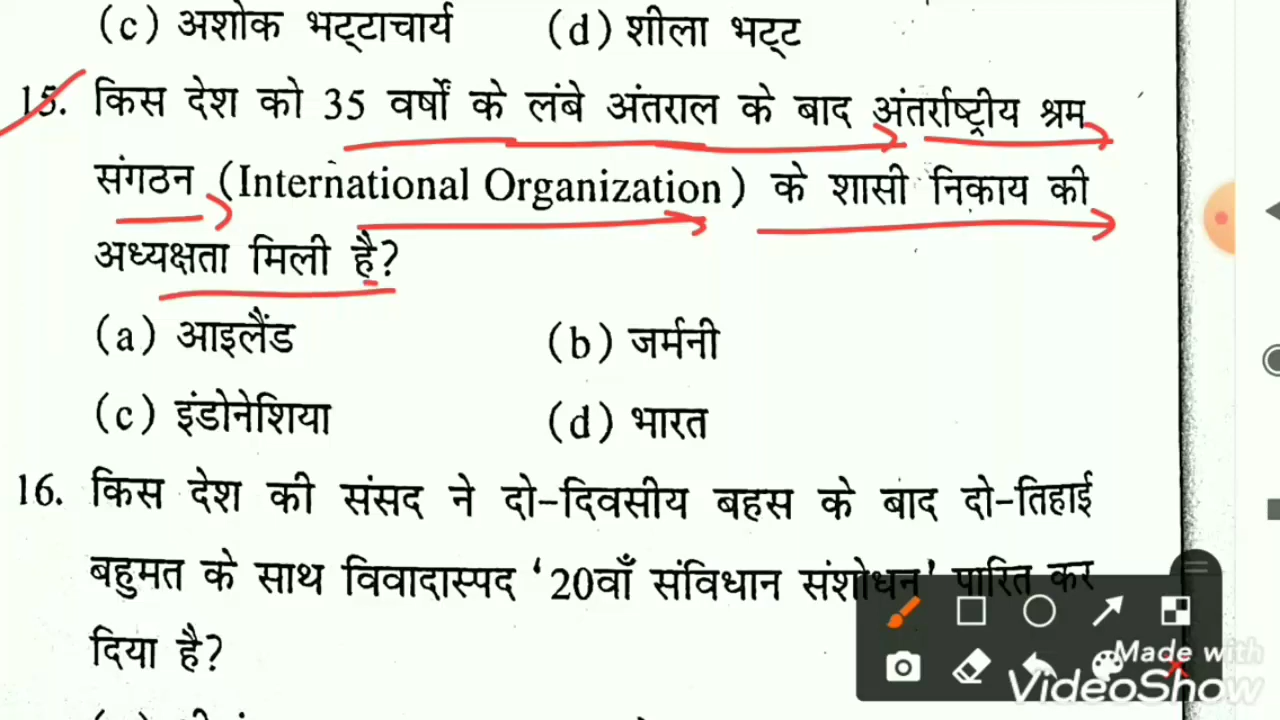 (c) अशोक भट्टाचार्य (d) शीला भट्ट
15. किस देश को 35 वर्षों के लंबे अंतराल के बाद अंतर्राष्ट्रीय श्रम
संगठन (International Organization) के शासी निकाय की
अध्यक्षता मिली है?
(a) आइलैंड (b) जर्मनी
(c) इंडोनेशिया (d) भारत
16. किस देश की संसद ने दो-दिवसीय बहस के बाद दो-तिहाई
बहुमत के साथ विवादास्पद ‘20वाँ संविधान संशोधन’ पारित कर
दिया है?
Made with
VideoShow